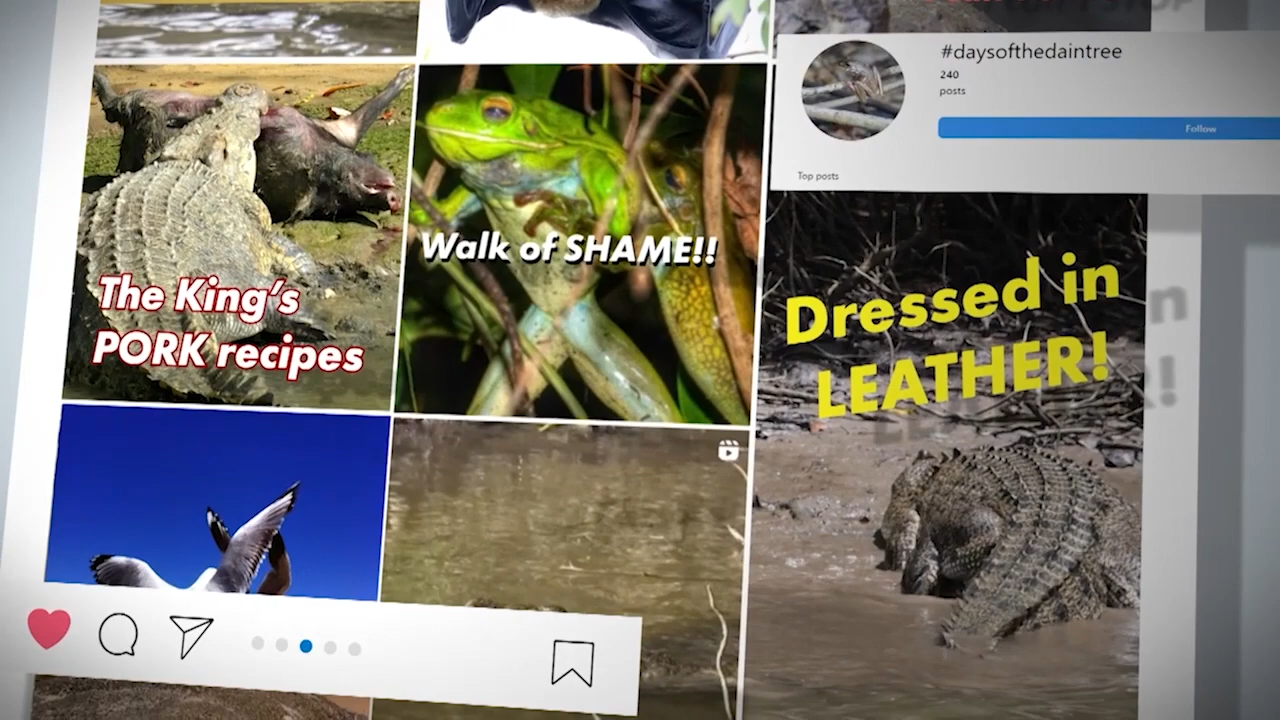 #daysofthedaintree
240
posts
Follow
Top posts
The King's
PORK recipes
Walk of SHAME!!
Dressed in
LEATHER!